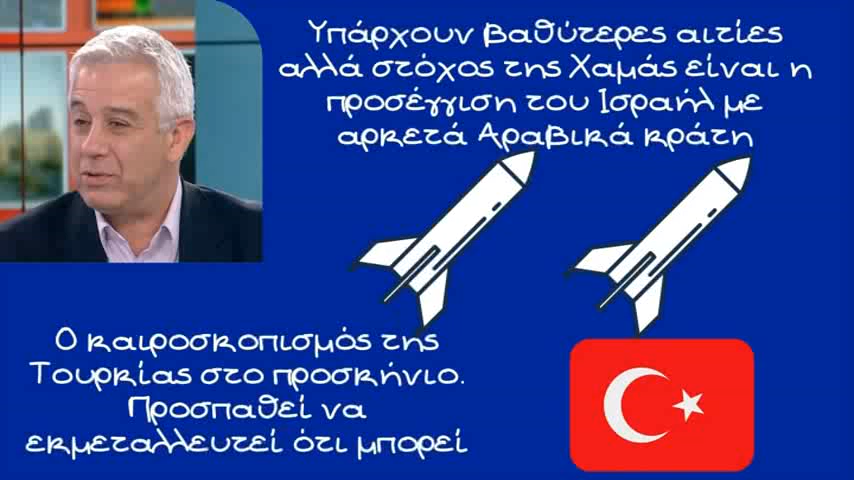 Υπάρχουν βαθύτερες αιτίες
αλλά στόχος της Χαμάς είναι η
προσέγγιση του Ισραήλ με
αρκετά Αραβικά κράτη
Ο καιροσκοπισμός της
Τουρκίας στο προσκήνιο.
Προσπαθεί να
εκμεταλλευτεί ότι μπορεί